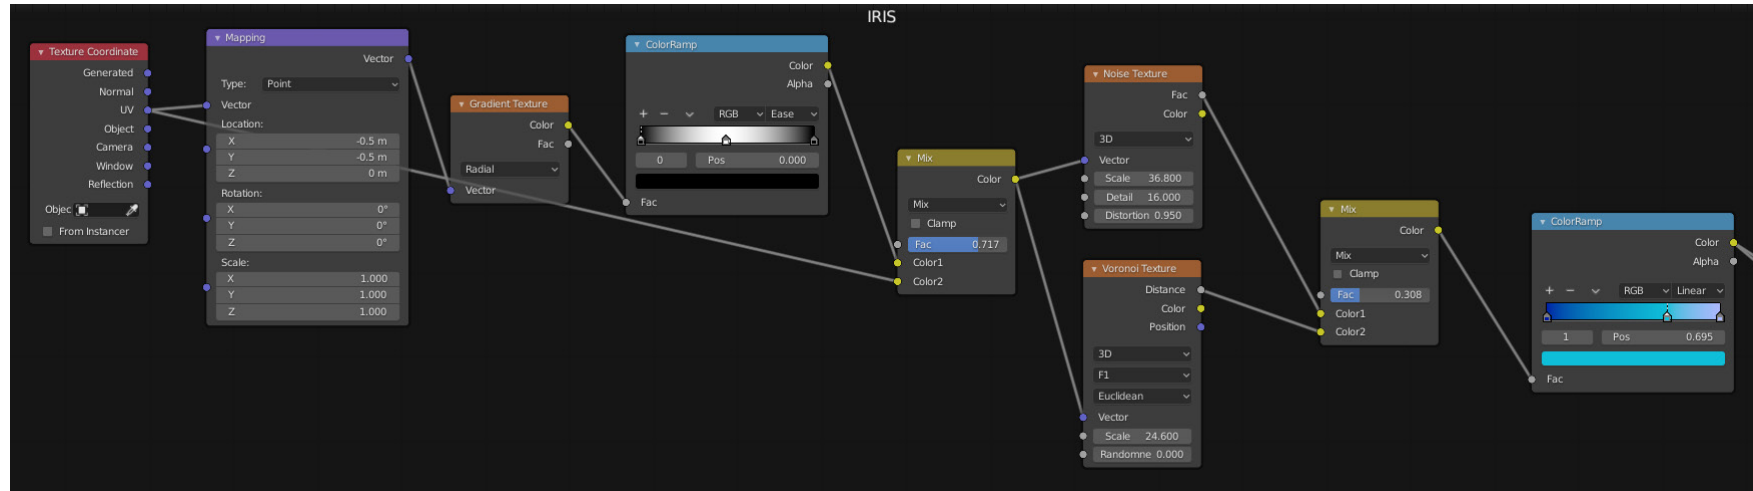 IRIS
Texture Coordinate
Generated
Normal
UV
Object
Camera
Window
Reflection
Objec
From Instancer
Mapping
Vector
Type: Point
Vector
Location:
X -0.5 m
Y -0.5 m
Z 0 m
Rotation:
X 0°
Y 0°
Z 0°
Scale:
X 1.000
Y 1.000
Z 1.000
Gradient Texture
Color
Fac
Radial
Vector
ColorRamp
Color
Alpha
+ − RGB Ease
0 Pos 0.000
Fac
Mix
Color
Mix
Clamp
Fac 0.717
Color1
Color2
Noise Texture
Fac
Color
3D
Vector
Scale 36.800
Detail 16.000
Distortion 0.950
Voronoi Texture
Distance
Color
Position
3D
F1
Euclidean
Vector
Scale 24.600
Randomne 0.000
Mix
Color
Mix
Clamp
Fac 0.308
Color1
Color2
ColorRamp
Color
Alpha
+ − RGB Linear
1 Pos 0.695
Fac